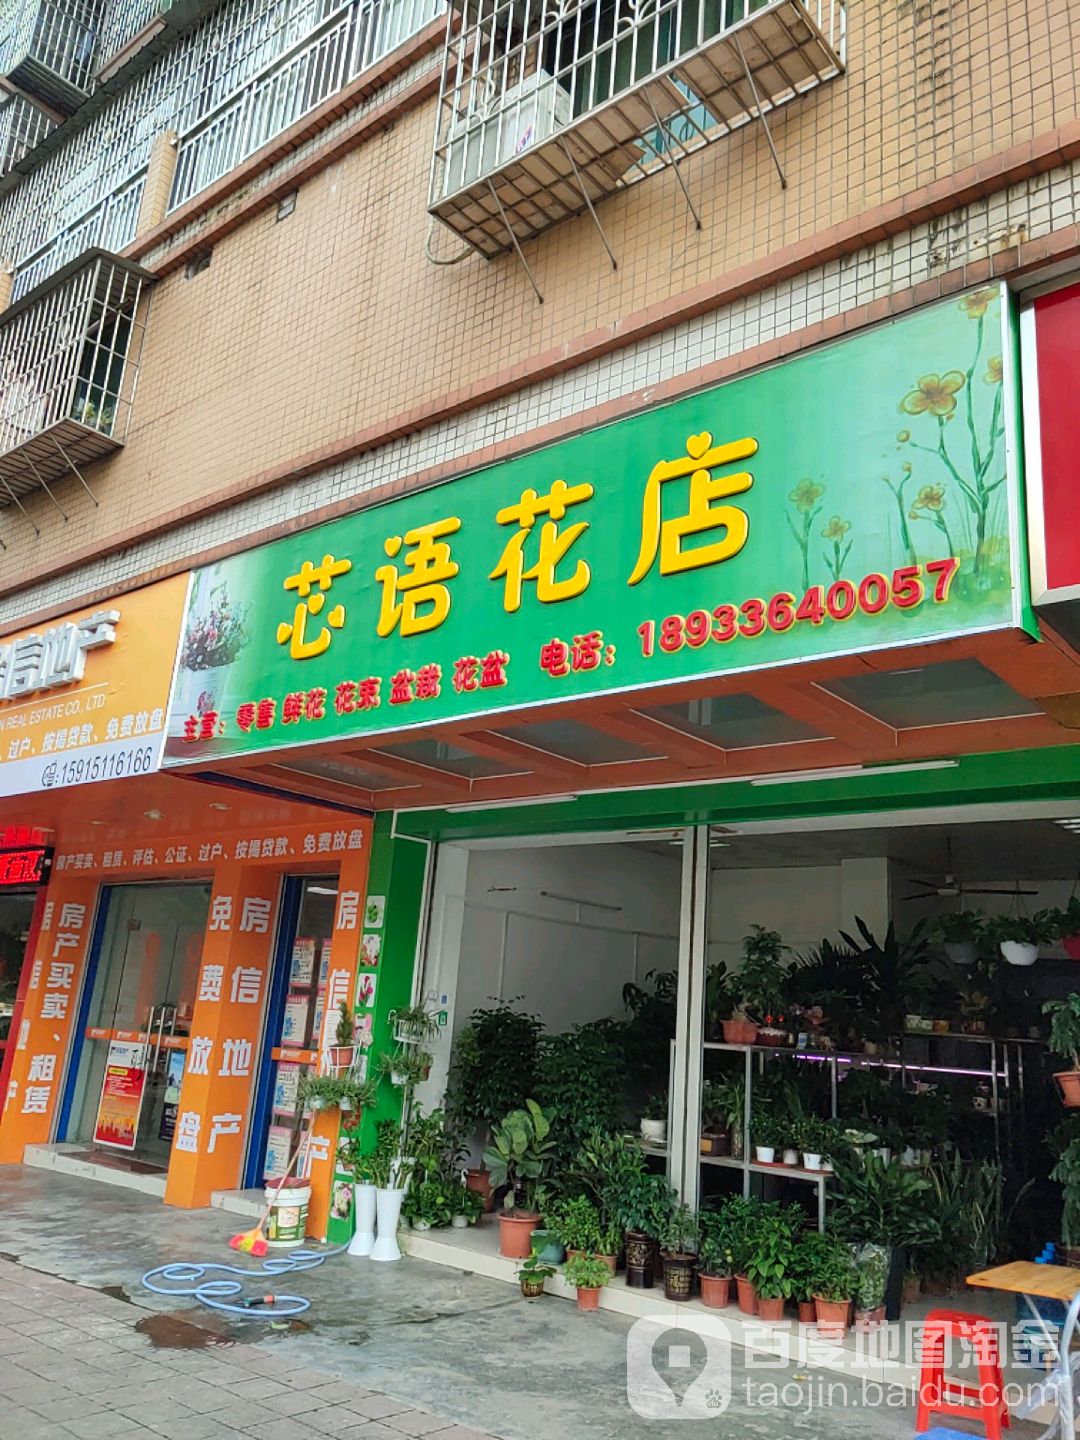 芯语花店
主营：零售 鲜花 花束 盆栽 花盆 电话：18933640057
信地产
REAL ESTATE CO., LTD
过户、按揭贷款、免费放盘
15915116166
房产买卖、租赁、评估、公证、过户、按揭贷款、免费放盘
房产买卖、租赁
免费放盘
房信地产
房信
产
百度地图淘金
taojin.baidu.com